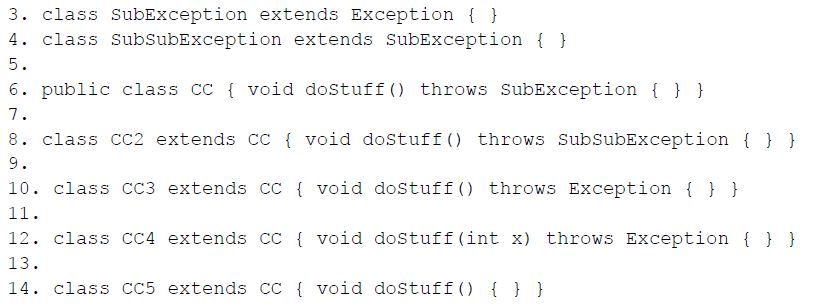 3. class SubException extends Exception { }
4. class SubSubException extends SubException { }
5.
6. public class CC { void doStuff() throws SubException { } }
7.
8. class CC2 extends CC { void doStuff() throws SubSubException { } }
9.
10. class CC3 extends CC { void doStuff() throws Exception { } }
11.
12. class CC4 extends CC { void doStuff(int x) throws Exception { } }
13.
14. class CC5 extends CC { void doStuff() { } }